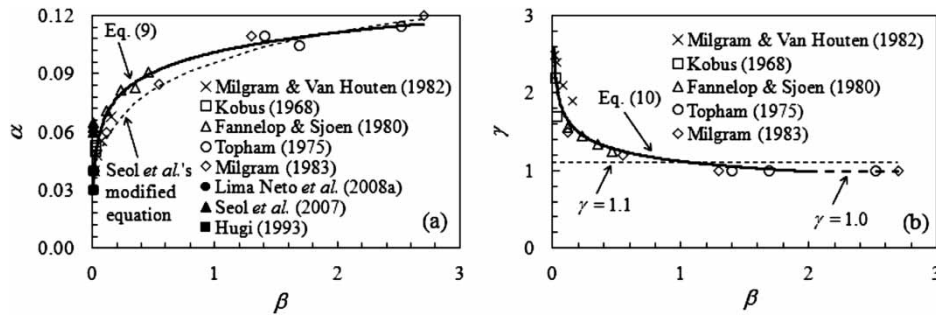 0.12
0.09
0.06
0.03
0.00
α
0
1
2
3
β
Eq. (9)
Seol et al.'s
modified
equation
Milgram & Van Houten (1982)
Kobus (1968)
Fannelop & Sjoen (1980)
Topham (1975)
Milgram (1983)
Lima Neto et al. (2008a)
Seol et al. (2007)
Hugi (1993)
(a)
3
2
1
0
γ
0
1
2
3
β
Milgram & Van Houten (1982)
Kobus (1968)
Fannelop & Sjoen (1980)
Topham (1975)
Milgram (1983)
Eq. (10)
γ = 1.1
γ = 1.0
(b)